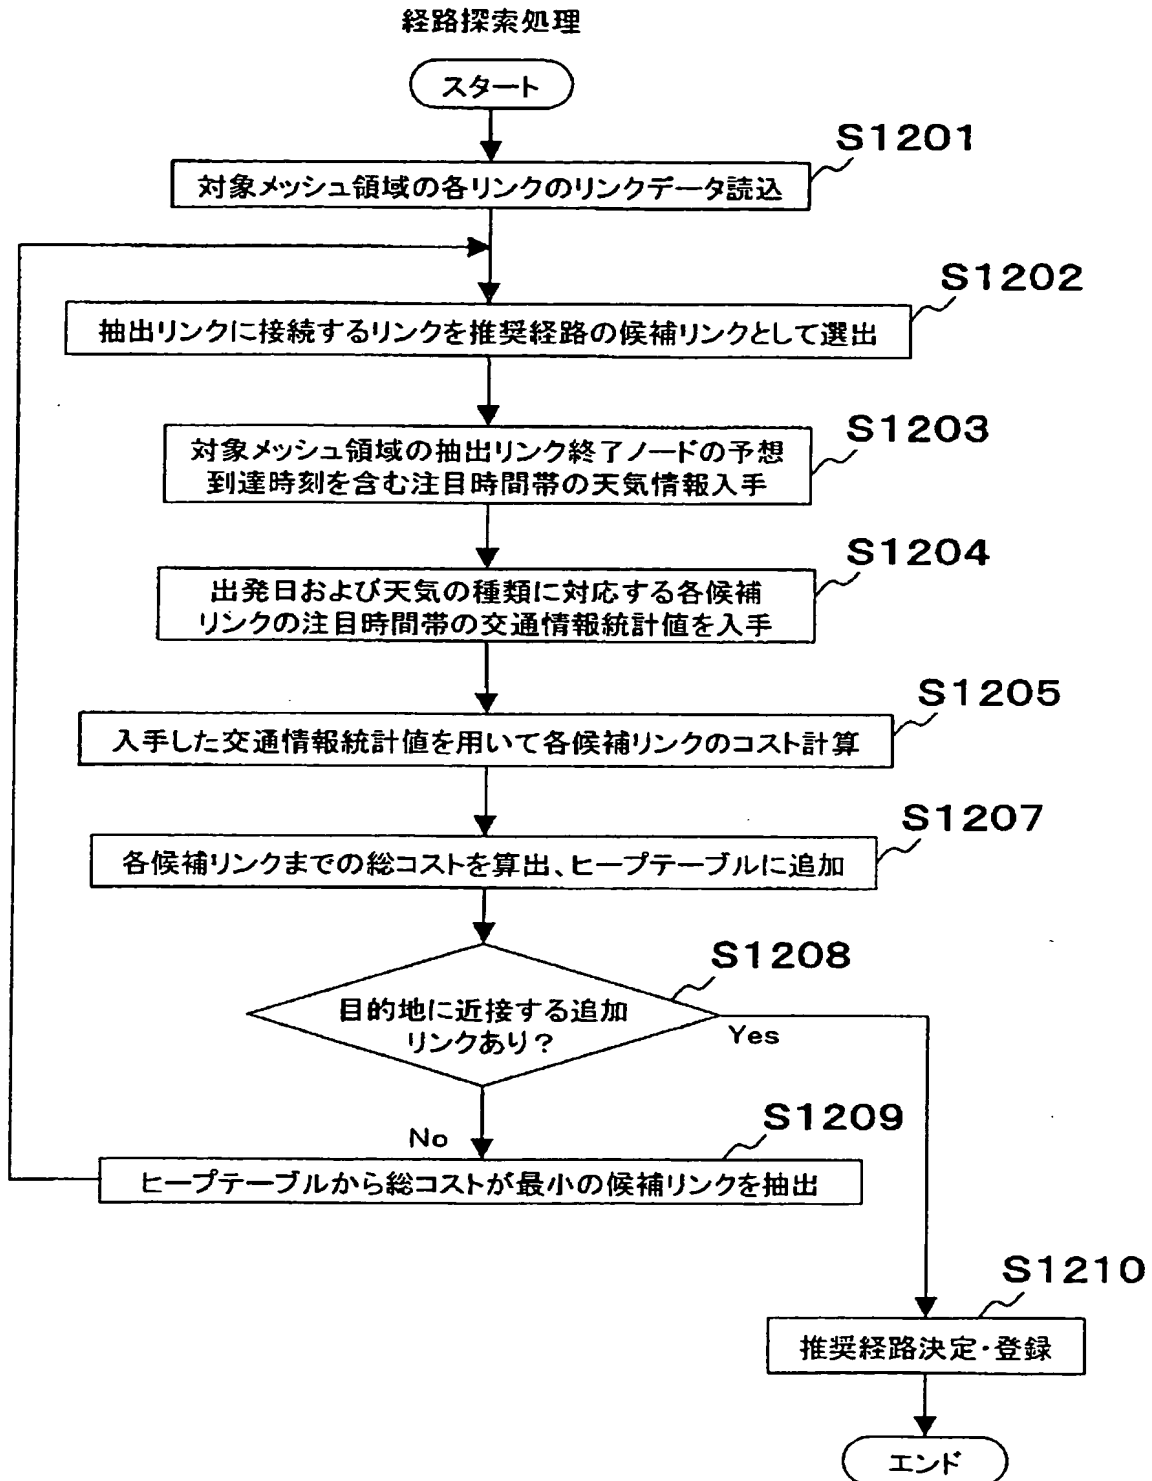 経路探索処理
スタート
S1201
対象メッシュ領域の各リンクのリンクデータ読込
S1202
抽出リンクに接続するリンクを推奨経路の候補リンクとして選出
S1203
対象メッシュ領域の抽出リンク終了ノードの予想
到達時刻を含む注目時間帯の天気情報入手
S1204
出発日および天気の種類に対応する各候補
リンクの注目時間帯の交通情報統計値を入手
S1205
入手した交通情報統計値を用いて各候補リンクのコスト計算
S1207
各候補リンクまでの総コストを算出、ヒープテーブルに追加
S1208
目的地に近接する追加
リンクあり?
Yes
No
S1209
ヒープテーブルから総コストが最小の候補リンクを抽出
S1210
推奨経路決定・登録
エンド